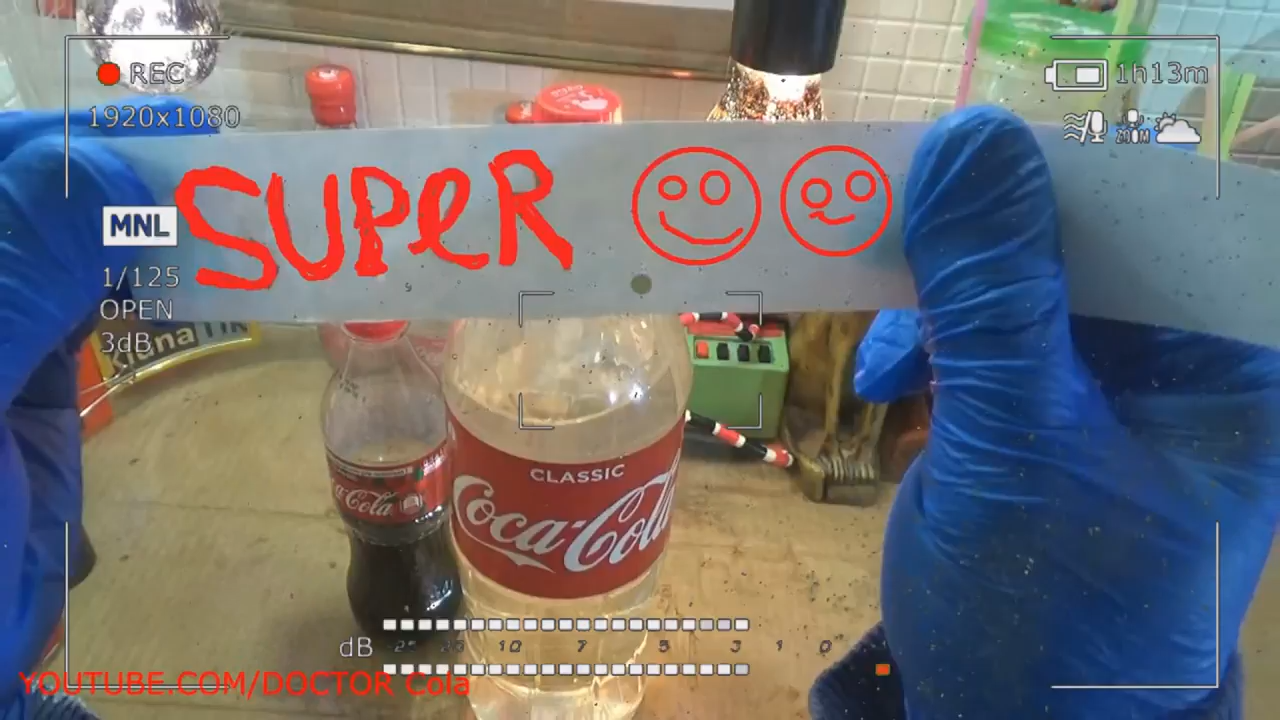 REC
1h13m
1920x1080
ZOOM
SUPeR
MNL
1/125
OPEN
3dB
CLASSIC
Coca-Cola
Coca-Cola
dB
10 7 5 3 1 0
YOUTUBE.COM/DOCTOR Cola